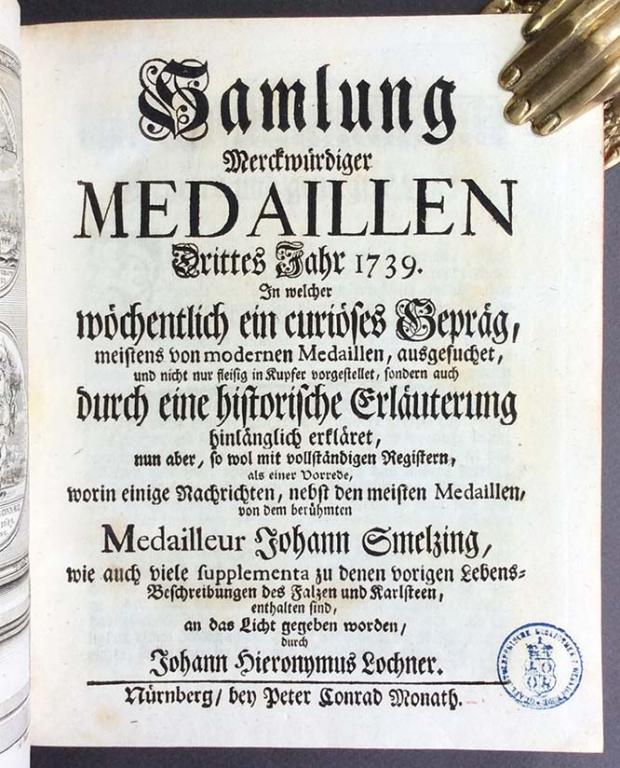 Samlung
Merckwürdiger
MEDAILLEN
Drittes Jahr 1739.
In welcher
wöchentlich ein curiöses Gepräg,
meistens von modernen Medaillen, ausgesuchet,
und nicht nur fleisig in Kupfer vorgestellet, sondern auch
durch eine historische Erläuterung
hinlänglich erkläret,
nun aber, so wol mit vollständigen Registern,
als einer Vorrede,
worin einige Nachrichten, nebst den meisten Medaillen,
von dem berühmten
Medailleur Johann Smelzing,
wie auch viele supplementa zu denen vorigen Lebens-
Beschreibungen des Falzen und Karlsteen,
enthalten sind,
an das Licht gegeben worden,
durch
Johann Hieronymus Lochner.
Nürnberg, bey Peter Conrad Monath.